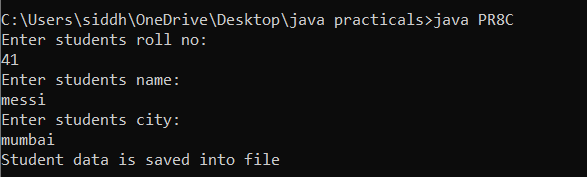 C:\Users\siddh\OneDrive\Desktop\java practicals>java PR8C
Enter students roll no:
41
Enter students name:
messi
Enter students city:
mumbai
Student data is saved into file